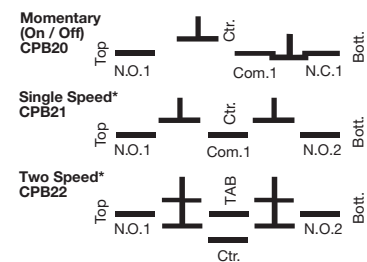 Momentary
(On / Off)
CPB20
Top
Ctr.
Bott.
N.O.1
Com.1
N.C.1
Single Speed*
CPB21
Top
Ctr.
Bott.
N.O.1
Com.1
N.O.2
Two Speed*
CPB22
Top
TAB
Bott.
N.O.1
N.O.2
Ctr.